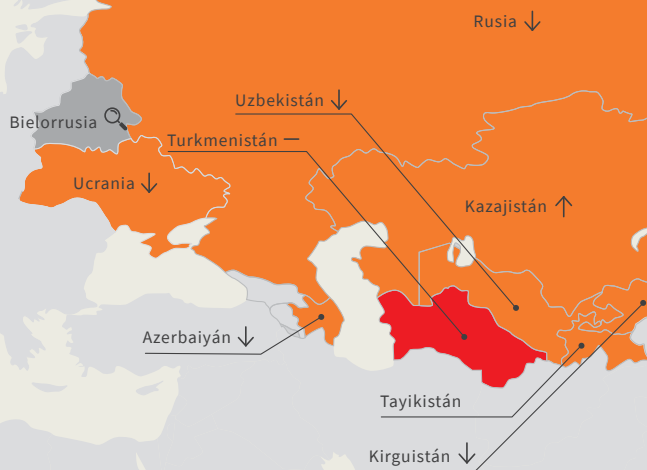 Rusia ↓
Uzbekistán ↓
Bielorrusia
Turkmenistán —
Ucrania ↓
Kazajistán ↑
Azerbaiyán ↓
Tayikistán
Kirguistán ↓